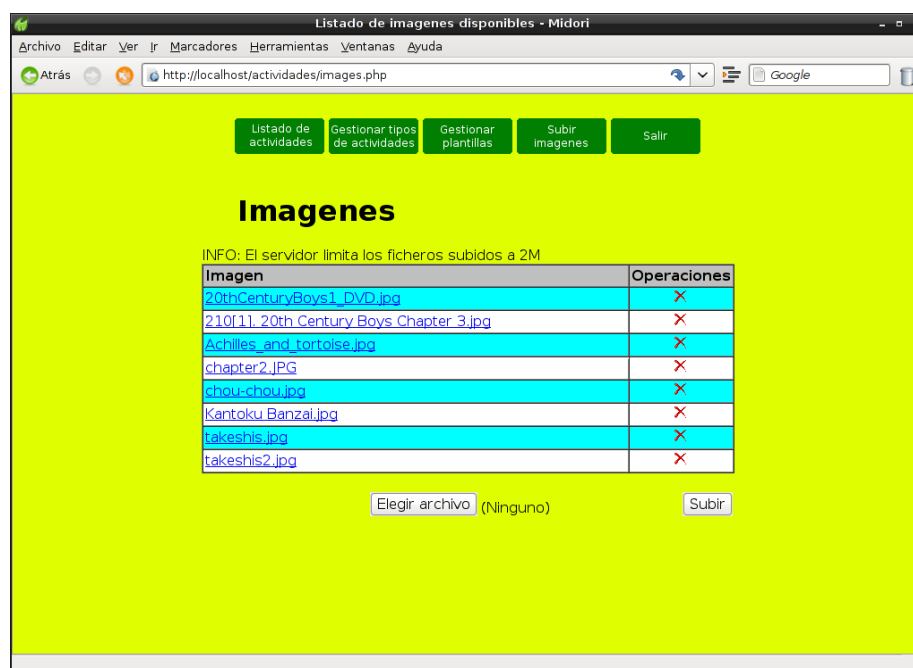 Listado de imagenes disponibles - Midori
Archivo Editar Ver Ir Marcadores Herramientas Ventanas Ayuda
Atrás http://localhost/actividades/images.php Google
Listado de actividades
Gestionar tipos de actividades
Gestionar plantillas
Subir imagenes
Salir
Imagenes
INFO: El servidor limita los ficheros subidos a 2M
Imagen Operaciones
20thCenturyBoys1_DVD.jpg
210[1]. 20th Century Boys Chapter 3.jpg
Achilles_and_tortoise.jpg
chapter2.JPG
chou-chou.jpg
Kantoku Banzai.jpg
takeshis.jpg
takeshis2.jpg
Elegir archivo (Ninguno) Subir